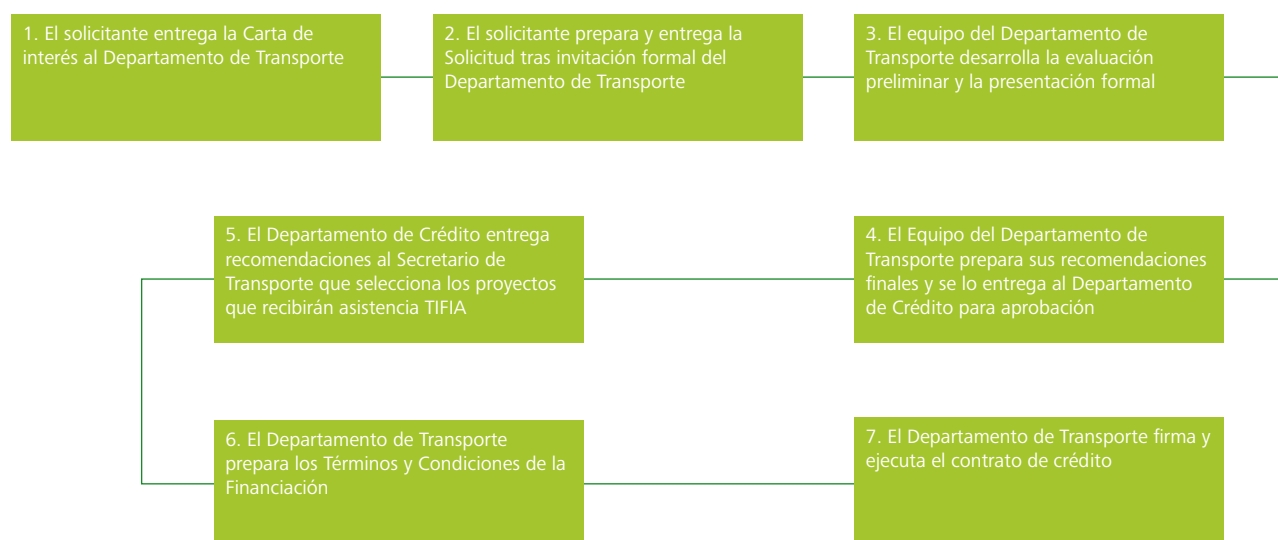 1. El solicitante entrega la Carta de
interés al Departamento de Transporte
2. El solicitante prepara y entrega la
Solicitud tras invitación formal del
Departamento de Transporte
3. El equipo del Departamento de
Transporte desarrolla la evaluación
preliminar y la presentación formal
4. El Equipo del Departamento de
Transporte prepara sus recomendaciones
finales y se lo entrega al Departamento
de Crédito para aprobación
5. El Departamento de Crédito entrega
recomendaciones al Secretario de
Transporte que selecciona los proyectos
que recibirán asistencia TIFIA
6. El Departamento de Transporte
prepara los Términos y Condiciones de la
Financiación
7. El Departamento de Transporte firma y
ejecuta el contrato de crédito